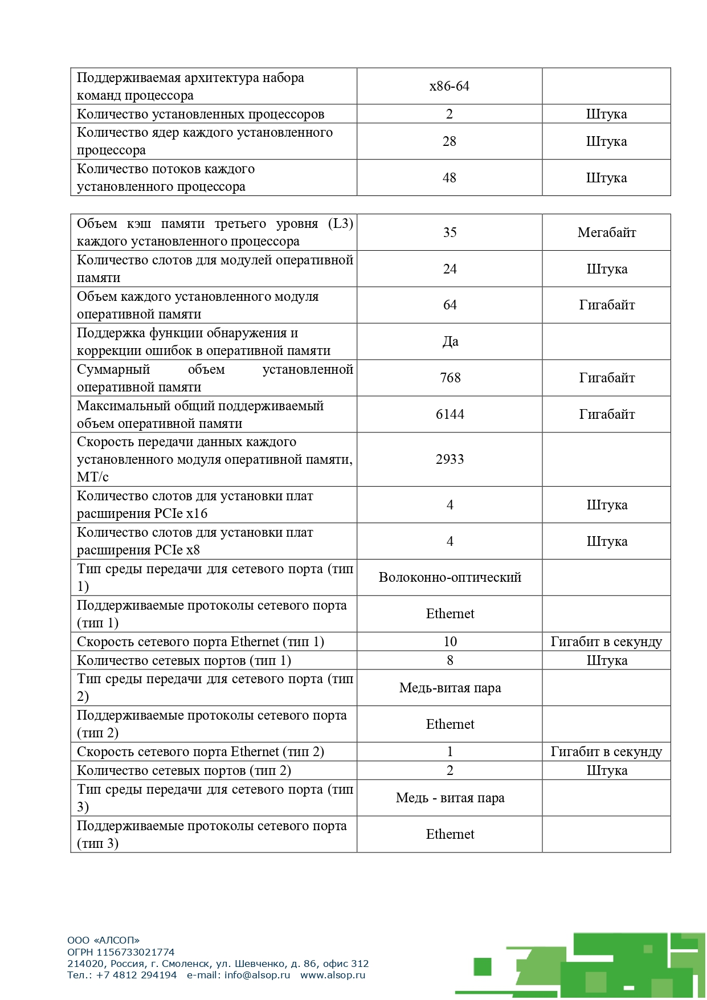 Поддерживаемая архитектура набора
команд процессора
x86-64
Количество установленных процессоров
2
Штука
Количество ядер каждого установленного
процессора
28
Штука
Количество потоков каждого
установленного процессора
48
Штука
Объем кэш памяти третьего уровня (L3)
каждого установленного процессора
35
Мегабайт
Количество слотов для модулей оперативной
памяти
24
Штука
Объем каждого установленного модуля
оперативной памяти
64
Гигабайт
Поддержка функции обнаружения и
коррекции ошибок в оперативной памяти
Да
Суммарный объем установленной
оперативной памяти
768
Гигабайт
Максимальный общий поддерживаемый
объем оперативной памяти
6144
Гигабайт
Скорость передачи данных каждого
установленного модуля оперативной памяти,
МТ/с
2933
Количество слотов для установки плат
расширения PCIe x16
4
Штука
Количество слотов для установки плат
расширения PCIe x8
4
Штука
Тип среды передачи для сетевого порта (тип
1)
Волоконно-оптический
Поддерживаемые протоколы сетевого порта
(тип 1)
Ethernet
Скорость сетевого порта Ethernet (тип 1)
10
Гигабит в секунду
Количество сетевых портов (тип 1)
8
Штука
Тип среды передачи для сетевого порта (тип
2)
Медь-витая пара
Поддерживаемые протоколы сетевого порта
(тип 2)
Ethernet
Скорость сетевого порта Ethernet (тип 2)
1
Гигабит в секунду
Количество сетевых портов (тип 2)
2
Штука
Тип среды передачи для сетевого порта (тип
3)
Медь - витая пара
Поддерживаемые протоколы сетевого порта
(тип 3)
Ethernet
ООО «АЛСОП»
ОГРН 1156733021774
214020, Россия, г. Смоленск, ул. Шевченко, д. 86, офис 312
Тел.: +7 4812 294194 e-mail: info@alsop.ru www.alsop.ru